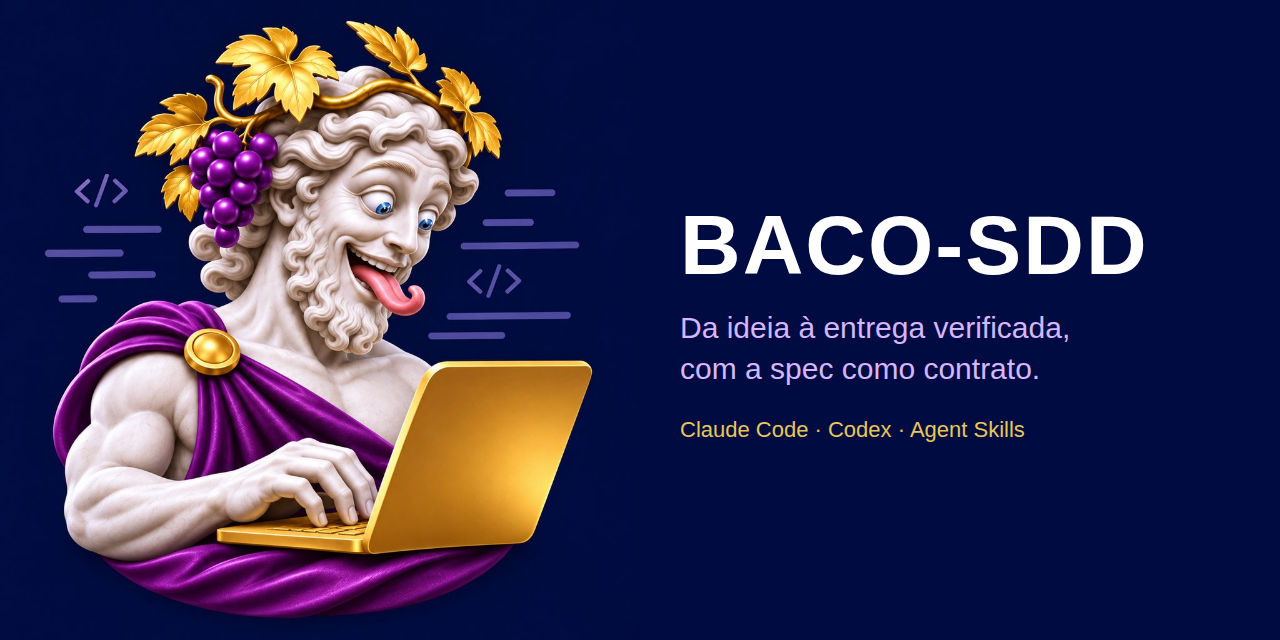 </>
</>
BACO-SDD
Da ideia à entrega verificada,
com a spec como contrato.
Claude Code · Codex · Agent Skills